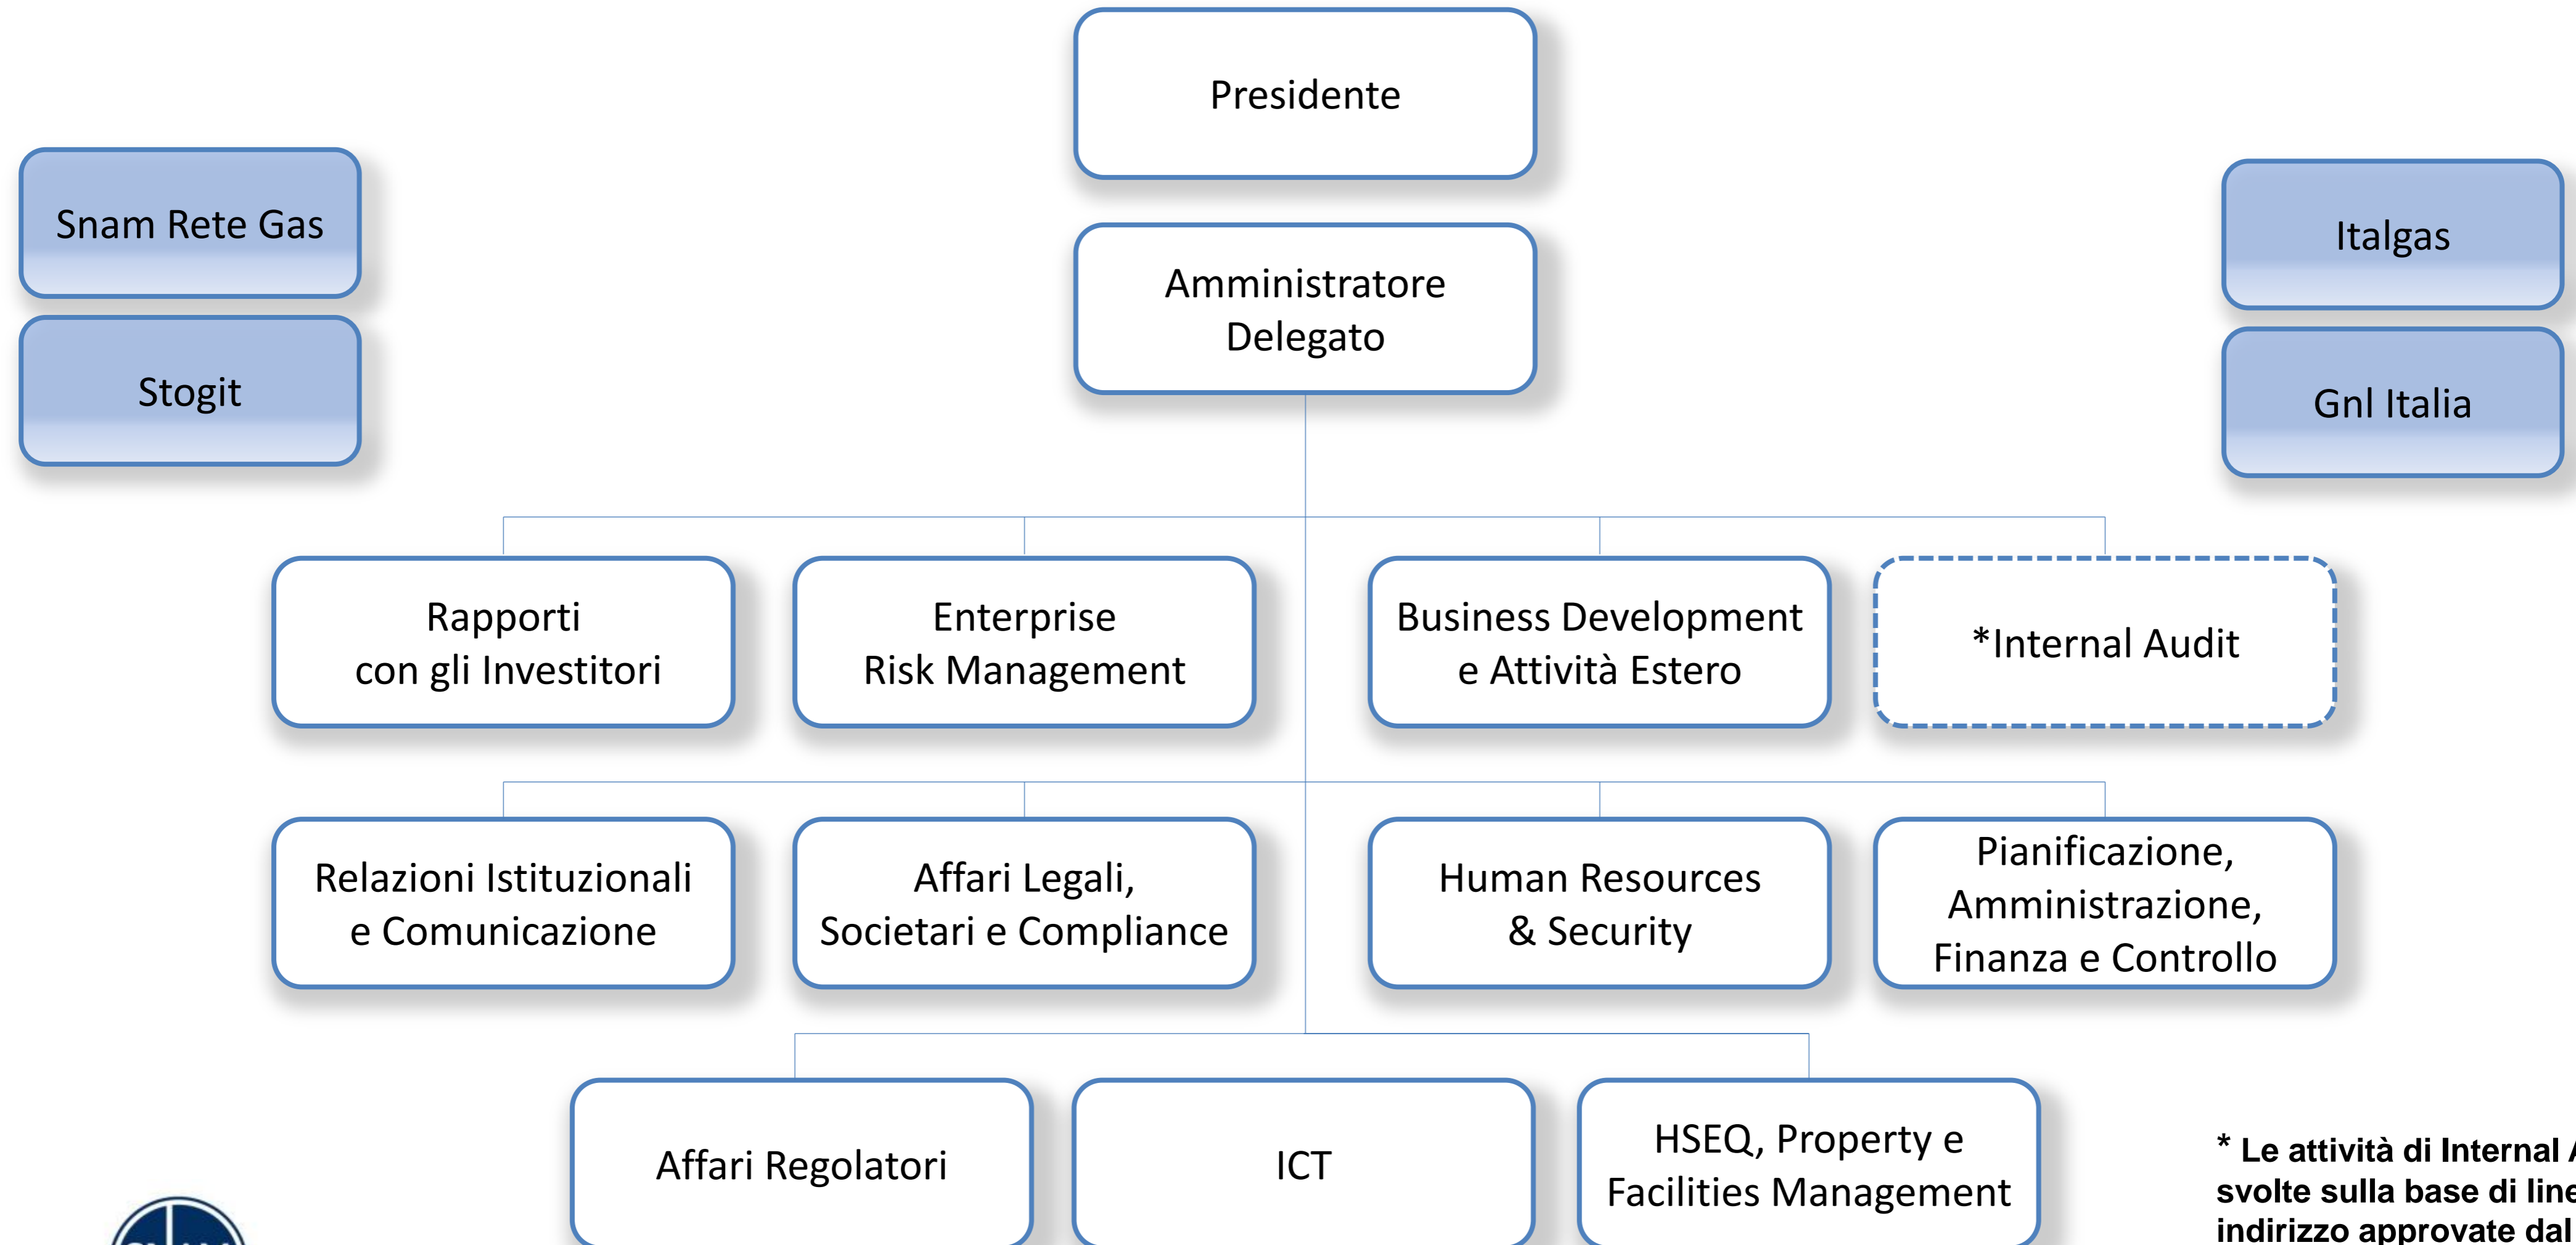 Presidente
Snam Rete Gas
Italgas
Amministratore
Delegato
Stogit
Gnl Italia
Rapporti
con gli Investitori
Enterprise
Risk Management
Business Development
e Attività Estero
*Internal Audit
Relazioni Istituzionali
e Comunicazione
Affari Legali,
Societari e Compliance
Human Resources
& Security
Pianificazione,
Amministrazione,
Finanza e Controllo
Affari Regolatori
ICT
HSEQ, Property e
Facilities Management
* Le attività di Internal
svolte sulla base di
indirizzo approvate dal